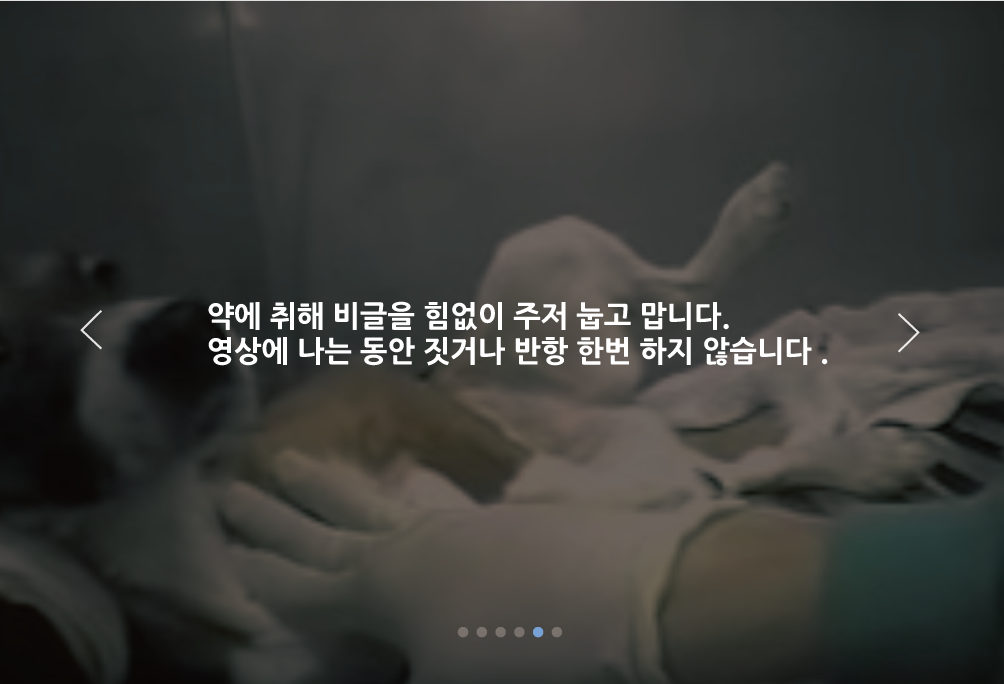 약에 취해 비글을 힘없이 주저 눕고 맙니다.
영상에 나는 동안 짓거나 반항 한번 하지 않습니다 .